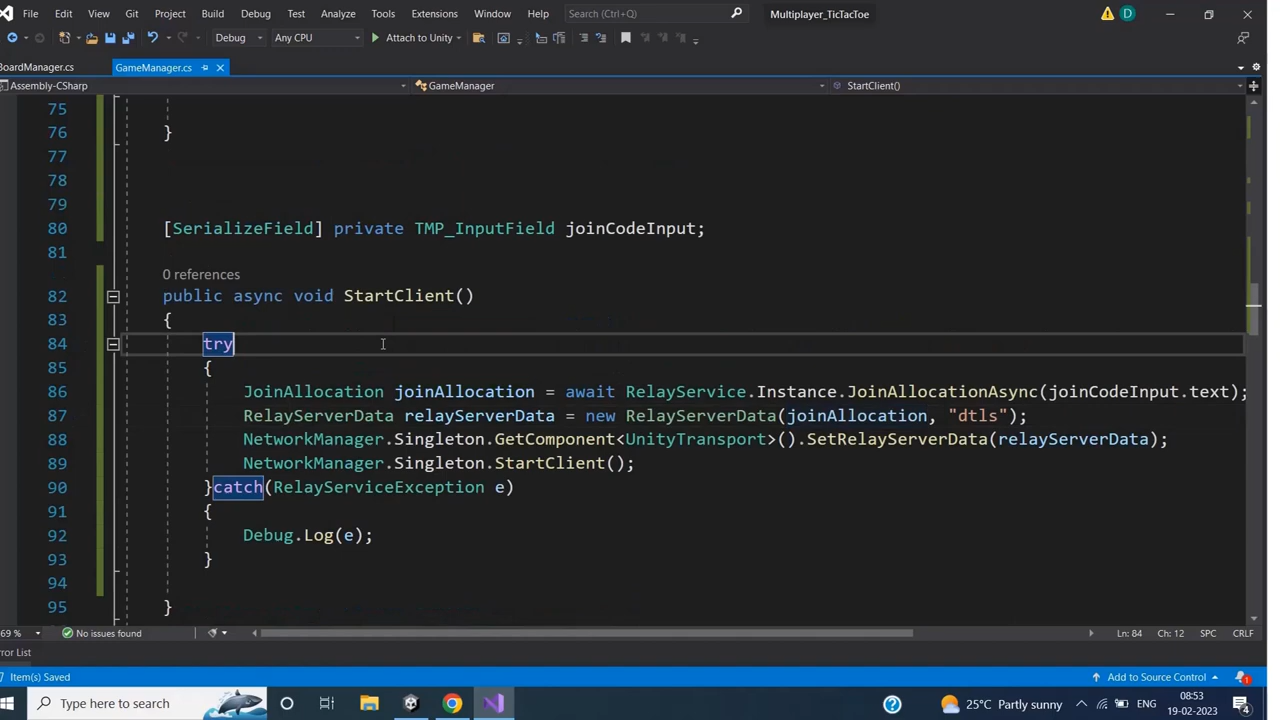 File Edit View Git Project Build Debug Test Analyze Tools Extensions Window Help Search (Ctrl+Q) Multiplayer_TicTacToe D
Debug Any CPU Attach to Unity
BoardManager.cs GameManager.cs
Assembly-CSharp GameManager StartClient()
75
76 }
77
78
79
80 [SerializeField] private TMP_InputField joinCodeInput;
81
0 references
82 public async void StartClient()
83 {
84 try
85 {
86 JoinAllocation joinAllocation = await RelayService.Instance.JoinAllocationAsync(joinCodeInput.text);
87 RelayServerData relayServerData = new RelayServerData(joinAllocation, "dtls");
88 NetworkManager.Singleton.GetComponent<UnityTransport>().SetRelayServerData(relayServerData);
89 NetworkManager.Singleton.StartClient();
90 }catch(RelayServiceException e)
91 {
92 Debug.Log(e);
93 }
94
95 }
69 % No issues found Ln: 84 Ch: 12 SPC CRLF
rror List
Item(s) Saved Add to Source Control 1
Type here to search 25°C Partly sunny ENG 08:53
19-02-2023 4